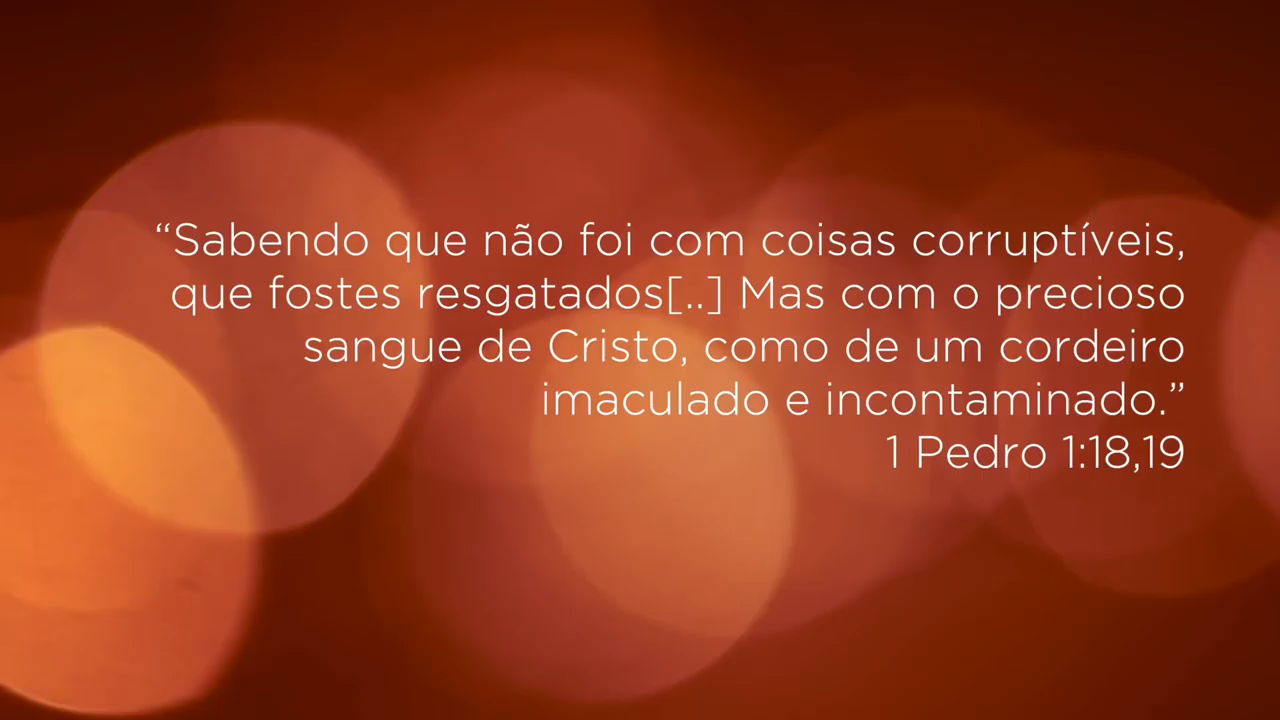 “Sabendo que não foi com coisas corruptíveis,
que fostes resgatados[..] Mas com o precioso
sangue de Cristo, como de um cordeiro
imaculado e incontaminado.”
1 Pedro 1:18,19